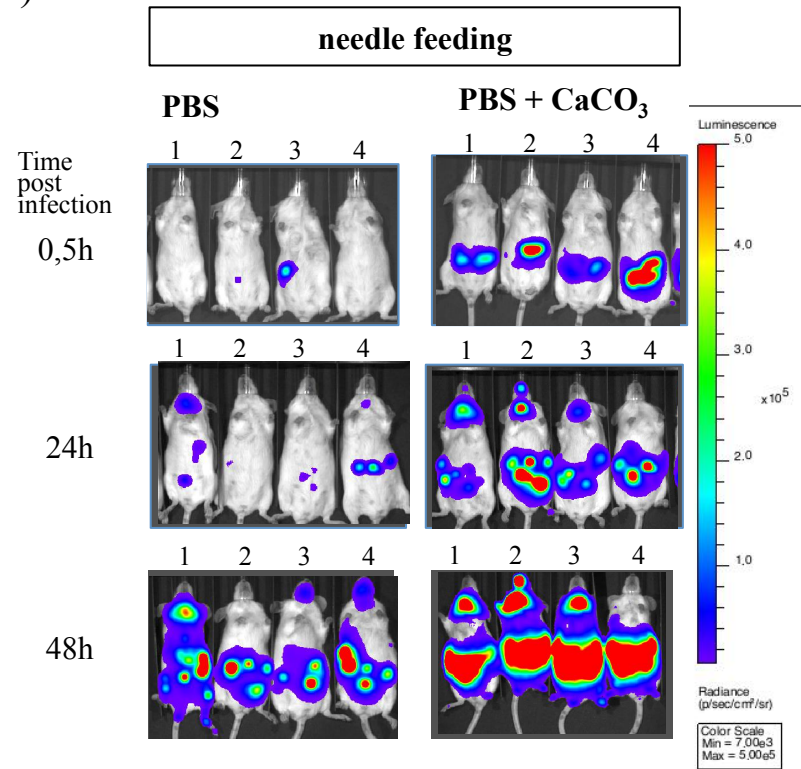 )
needle feeding
PBS
PBS + CaCO₃
1 2 3 4
1 2 3 4
Time
post
infection
0,5h
1 2 3 4
1 2 3 4
24h
1 2 3 4
1 2 3 4
48h
Luminescence
5,0
4,0
3,0
x10⁵
2.0
1,0
Radiance
(p/sec/cm²/sr)
Color Scale
Min = 7,00e3
Max = 5,00e5